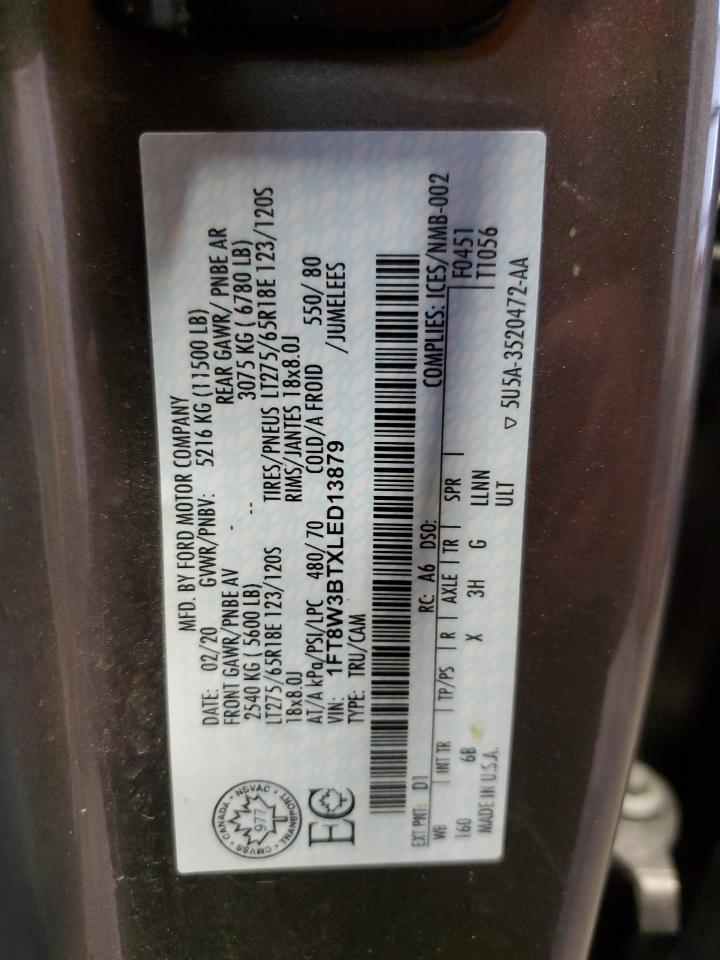 MFD. BY FORD MOTOR COMPANY
DATE: 02/20 GVWR/PNBV: 5216 KG (11500 LB)
FRONT GAWR/PNBE AV - REAR GAWR/ PNBE AR
2540 KG ( 5600 LB) -- 3075 KG ( 6780 LB)
LT275/65R18E 123/120S TIRES/PNEUS LT275/65R18E 123/120S
18x8.0J RIMS/JANTES 18x8.0J
AT/A kPa/PSI/LPC 480/70 COLD/A FROID 550/ 80
VIN: 1FT8W3BTXLED13879 /JUMELEES
TYPE: TRU/CAM
CANADA NSVAC TRANSPORT CMVSS
977
EC
COMPLIES: ICES/NMB-002
EXT PNT: D1 RC: A6 DSO: F0451
WB INT TR TP/PS R AXLE TR SPR T1056
160 6B X 3H G LLNN
MADE IN U.S.A. ULT
▽ 5U5A-3520472-AA